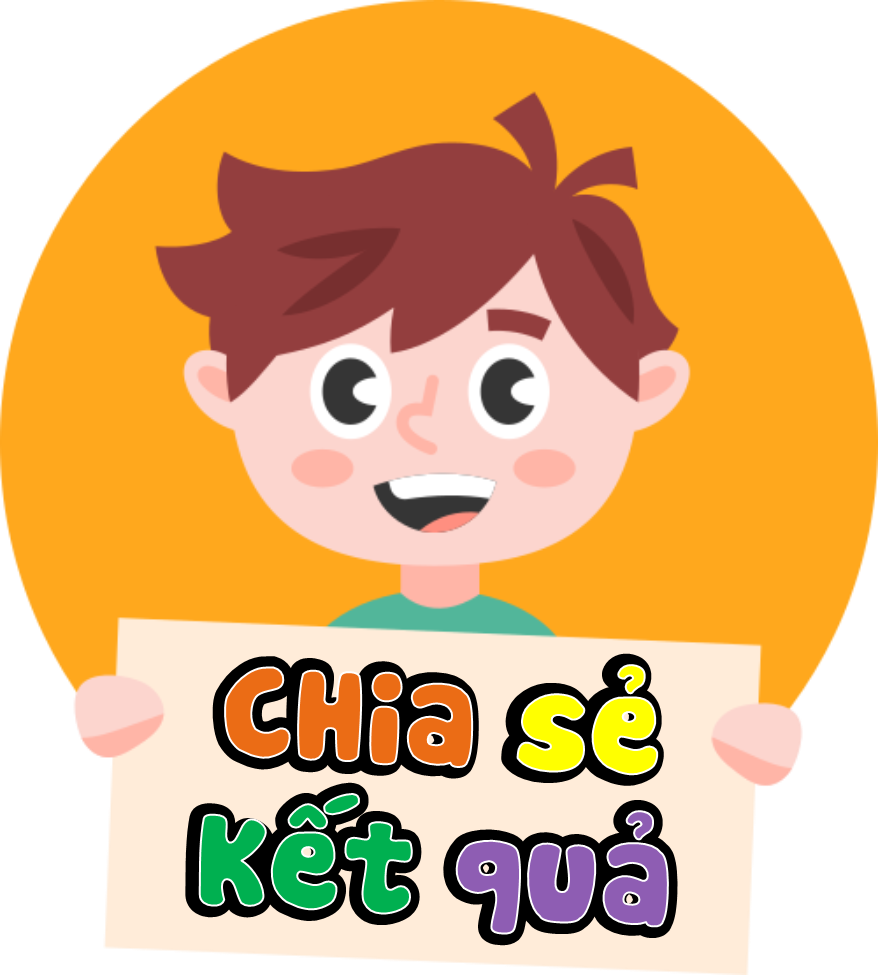 Chia sẻ
kết quả